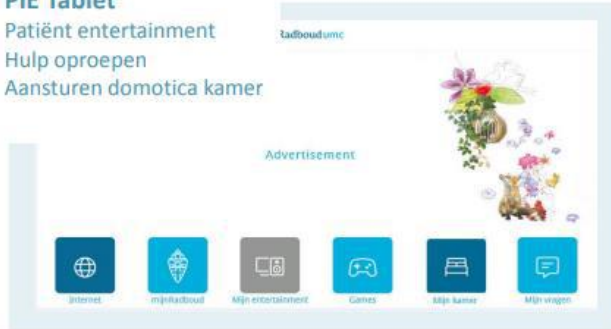 PIE Tablet
Patiënt entertainment
Hulp oproepen
Aansturen domotica kamer
Radboudumc
Advertisement
Internet
mijnRadboud
Mijn entertainment
Games
Mijn kamer
Mijn vragen